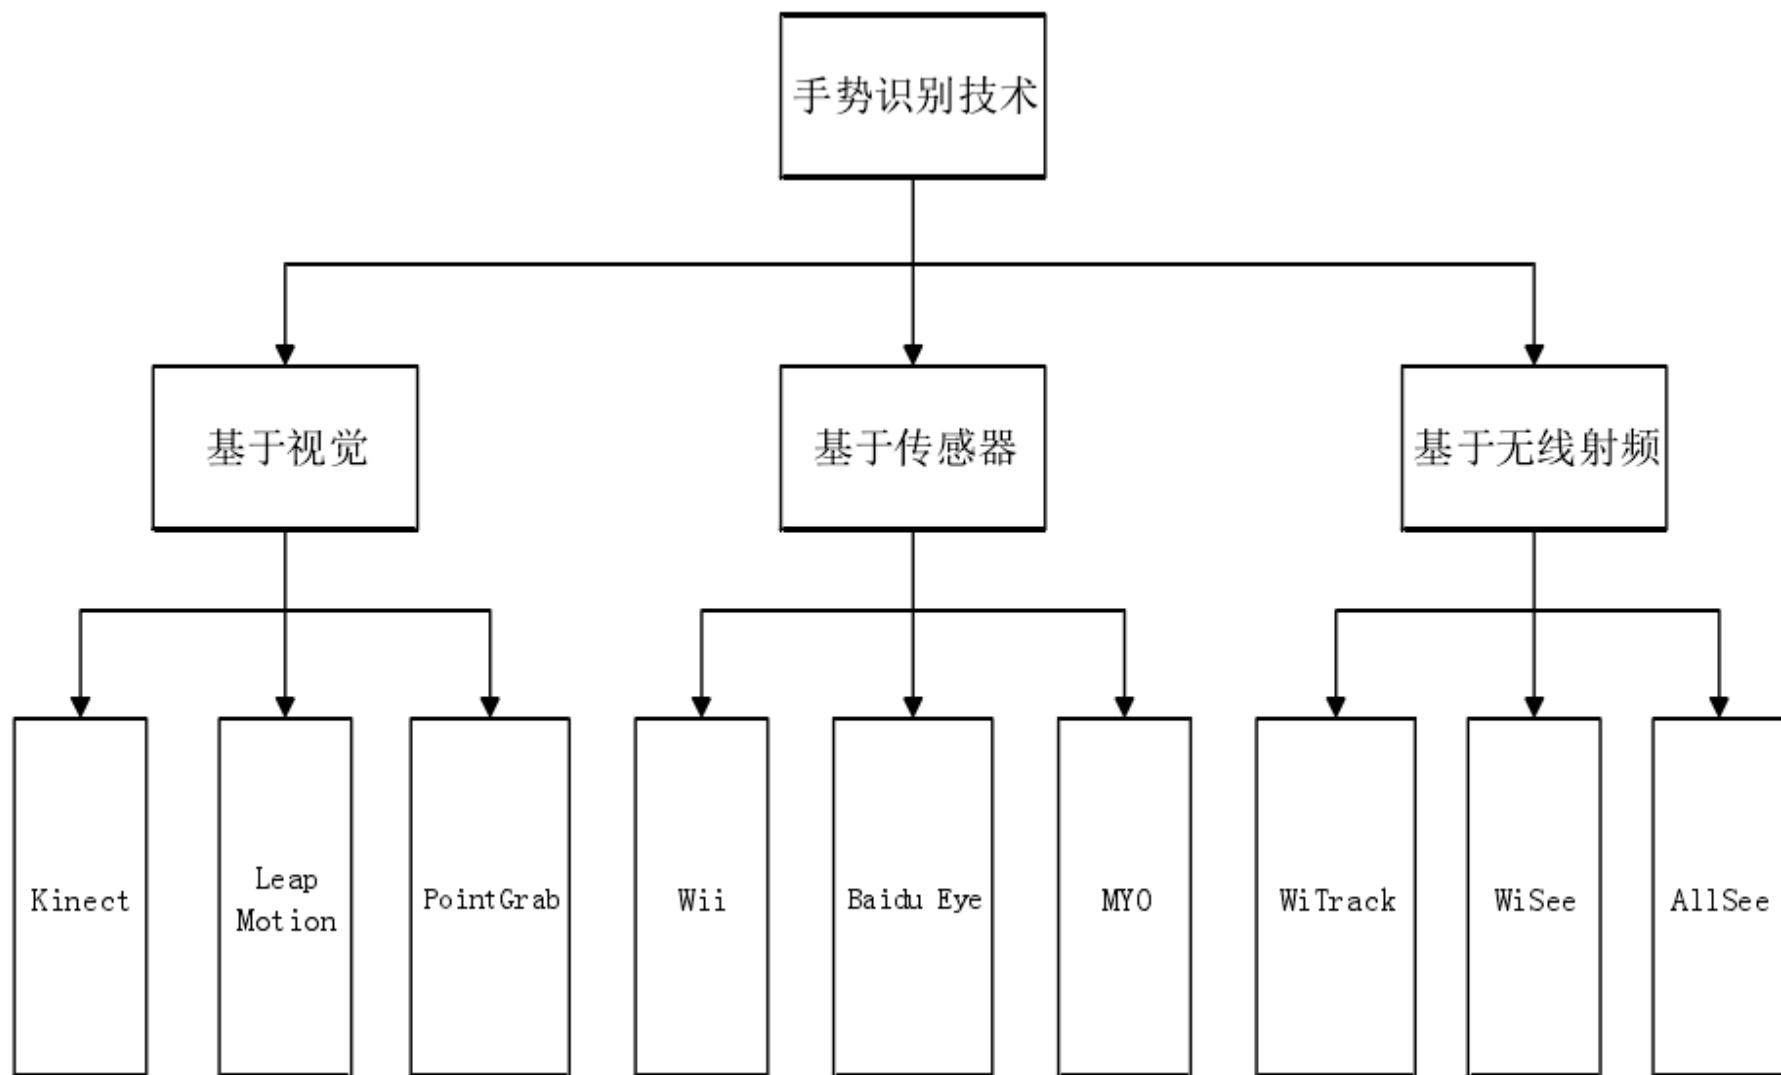 手势识别技术
基于视觉
基于传感器
基于无线射频
Kinect
Leap
Motion
PointGrab
Wii
Baidu Eye
MYO
WiTrack
WiSee
AllSee